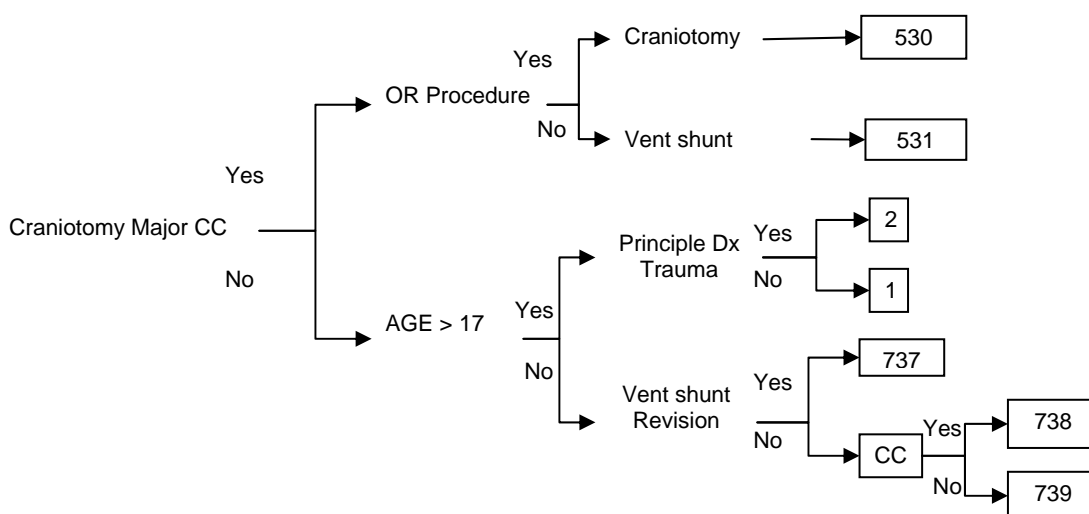 Craniotomy
530
Yes
OR Procedure
No
Vent shunt
531
Yes
Craniotomy Major CC
No
Principle Dx
Trauma
Yes
2
No
1
AGE > 17
Yes
No
Vent shunt
Revision
Yes
737
No
CC
Yes
738
No
739